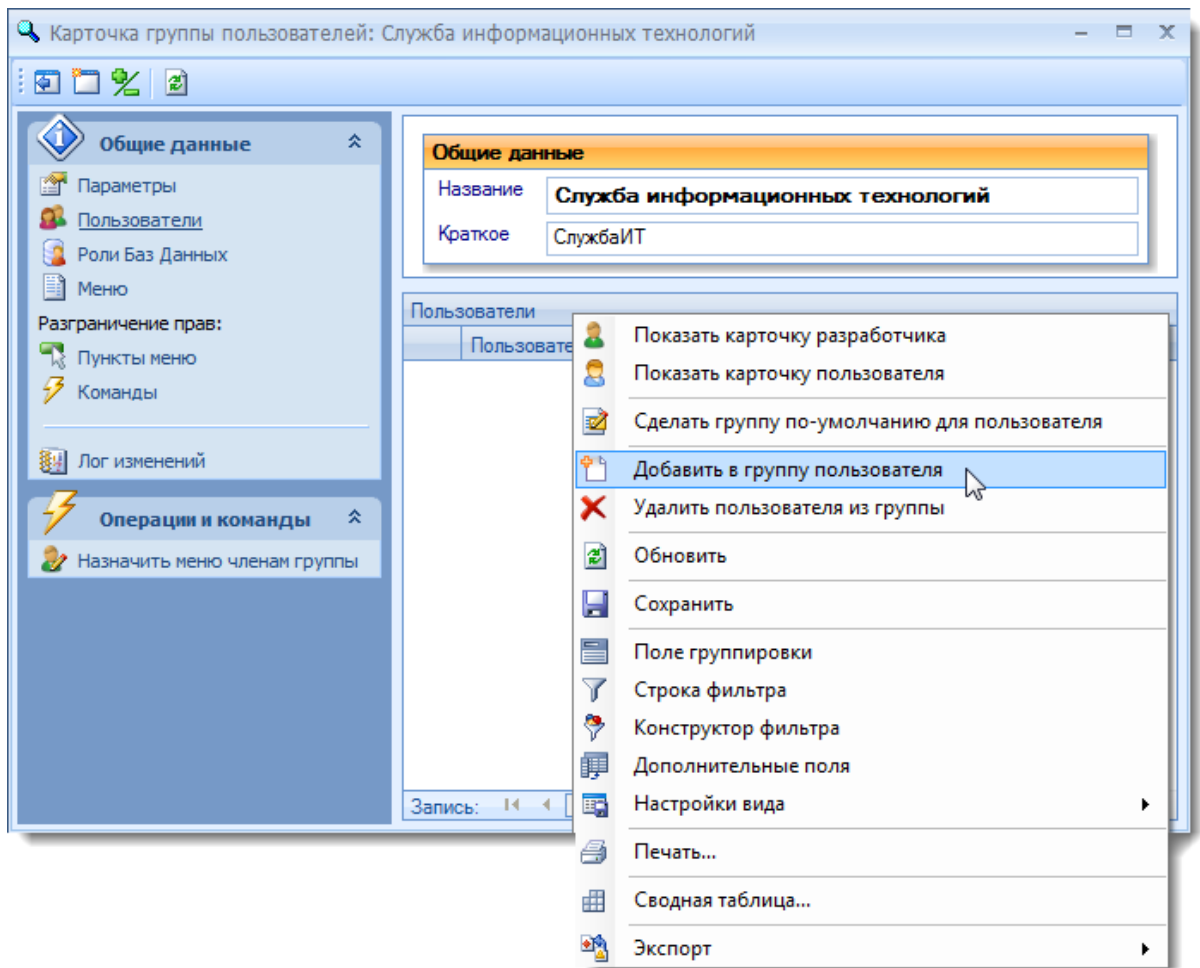 Карточка группы пользователей: Служба информационных технологий
Общие данные
Параметры
Пользователи
Роли Баз Данных
Меню
Разграничение прав:
Пункты меню
Команды
Лог изменений
Операции и команды
Назначить меню членам группы
Общие данные
Название
Служба информационных технологий
Краткое
СлужбаИТ
Пользователи
Пользовате
Запись:
Показать карточку разработчика
Показать карточку пользователя
Сделать группу по-умолчанию для пользователя
Добавить в группу пользователя
Удалить пользователя из группы
Обновить
Сохранить
Поле группировки
Строка фильтра
Конструктор фильтра
Дополнительные поля
Настройки вида
Печать...
Сводная таблица...
Экспорт